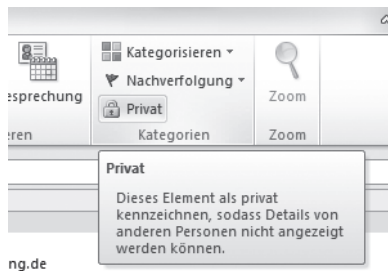 Kategorisieren
Nachverfolgung
Privat
Zoom
esprechung
eren
Kategorien
Zoom
Privat
Dieses Element als privat
kennzeichnen, sodass Details von
anderen Personen nicht angezeigt
werden können.
ng.de